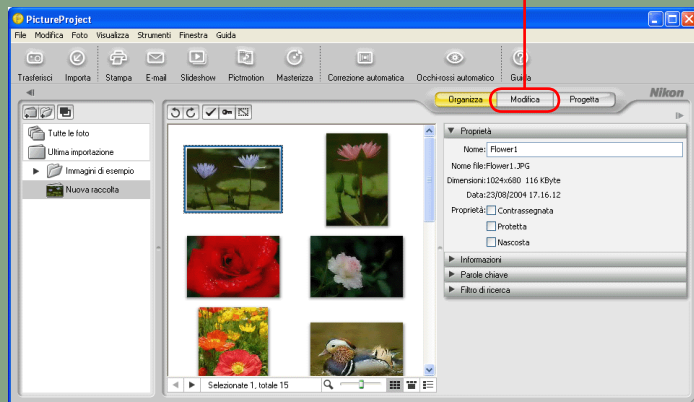 PictureProject
File Modifica Foto Visualizza Strumenti Finestra Guida
Trasferisci Importa Stampa E-mail Slideshow Pictmotion Masterizza Correzione automatica Occhi-rossi automatico Guida
Organizza Modifica Progetta
Nikon
Tutte le foto
Ultima importazione
Immagini di esempio
Nuova raccolta
Proprietà
Nome: Flower1
Nome file:Flower1.JPG
Dimensioni:1024x680 116 KByte
Data:23/08/2004 17.16.12
Proprietà: Contrassegnata
Protetta
Nascosta
Informazioni
Parole chiave
Filtro di ricerca
Selezionate 1, totale 15